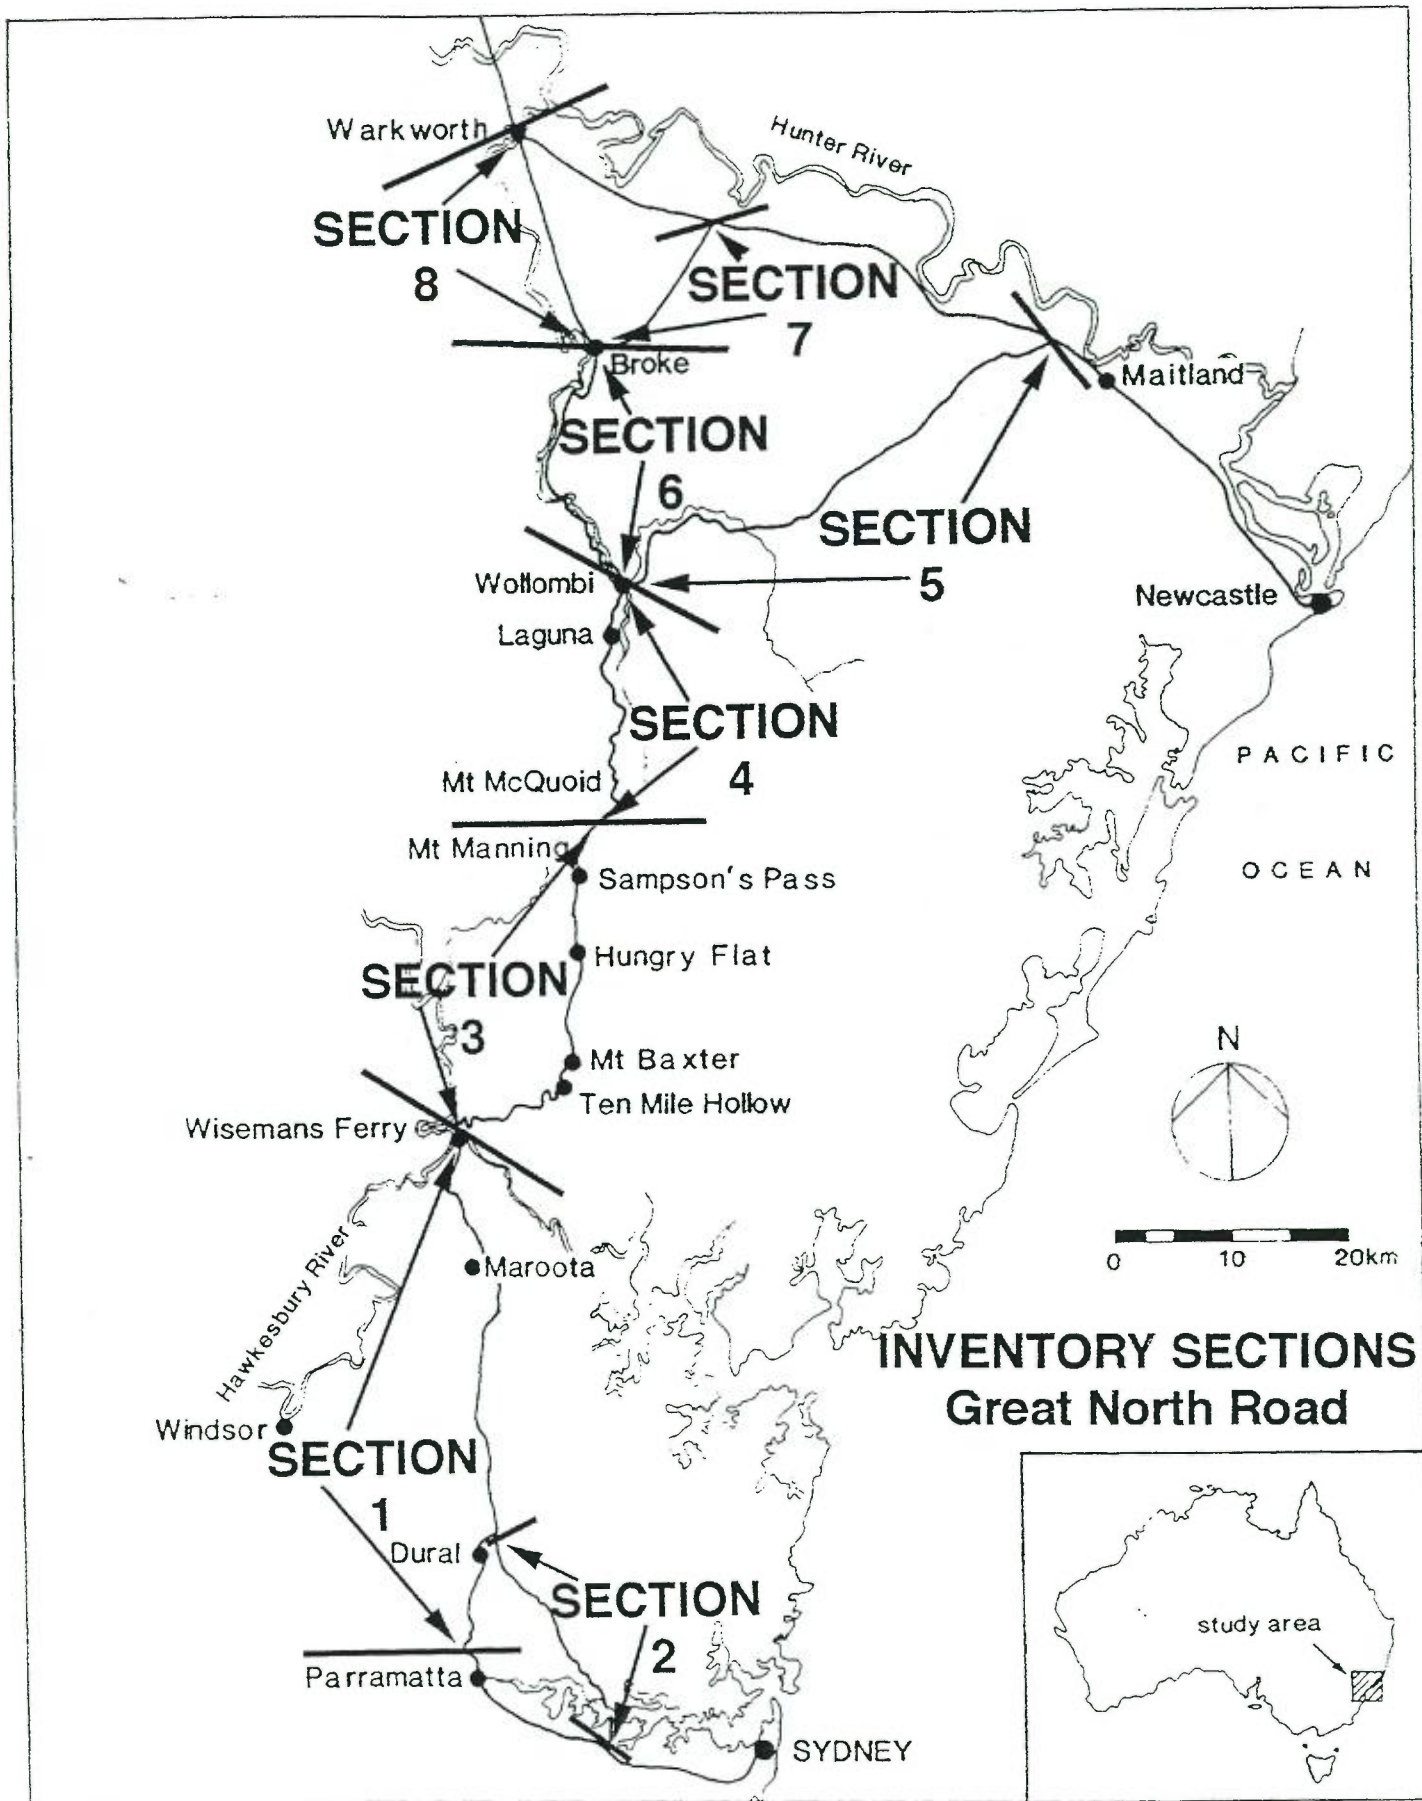 Warkworth
Hunter River
SECTION
8
SECTION
7
Broke
Maitland
SECTION
6
SECTION
5
Wollombi
Newcastle
Laguna
SECTION
4
PACIFIC
Mt McQuoid
Mt Manning
OCEAN
Sampson's Pass
Hungry Flat
SECTION
3
N
Mt Baxter
Ten Mile Hollow
Wisemans Ferry
Hawkesbury River
Maroota
0 10 20km
INVENTORY SECTIONS
Great North Road
Windsor
SECTION
1
Dural
SECTION
2
study area
Parramatta
SYDNEY